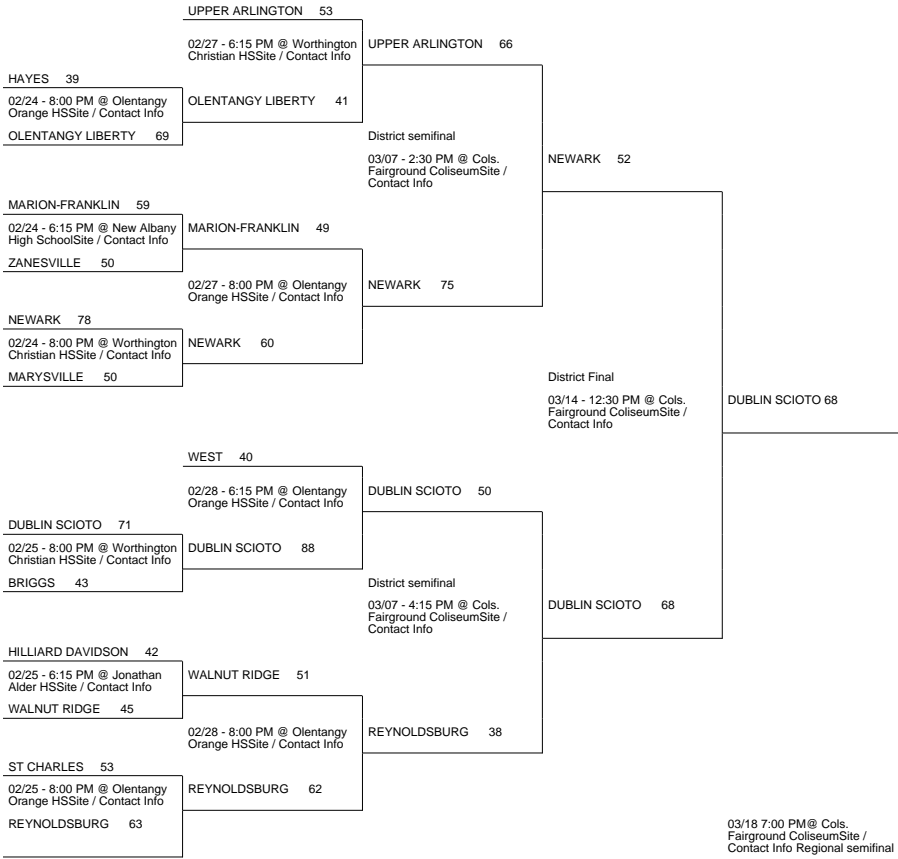 UPPER ARLINGTON 53
02/27 - 6:15 PM @ Worthington
Christian HSSite / Contact Info
UPPER ARLINGTON 66
HAYES 39
02/24 - 8:00 PM @ Olentangy
Orange HSSite / Contact Info
OLENTANGY LIBERTY 41
OLENTANGY LIBERTY 69
District semifinal
03/07 - 2:30 PM @ Cols.
Fairground ColiseumSite /
Contact Info
NEWARK 52
MARION-FRANKLIN 59
02/24 - 6:15 PM @ New Albany
High SchoolSite / Contact Info
MARION-FRANKLIN 49
ZANESVILLE 50
02/27 - 8:00 PM @ Olentangy
Orange HSSite / Contact Info
NEWARK 75
NEWARK 78
02/24 - 8:00 PM @ Worthington
Christian HSSite / Contact Info
NEWARK 60
MARYSVILLE 50
District Final
03/14 - 12:30 PM @ Cols.
Fairground ColiseumSite /
Contact Info
DUBLIN SCIOTO 68
WEST 40
02/28 - 6:15 PM @ Olentangy
Orange HSSite / Contact Info
DUBLIN SCIOTO 50
DUBLIN SCIOTO 71
02/25 - 8:00 PM @ Worthington
Christian HSSite / Contact Info
DUBLIN SCIOTO 88
BRIGGS 43
District semifinal
03/07 - 4:15 PM @ Cols.
Fairground ColiseumSite /
Contact Info
DUBLIN SCIOTO 68
HILLIARD DAVIDSON 42
02/25 - 6:15 PM @ Jonathan
Alder HSSite / Contact Info
WALNUT RIDGE 51
WALNUT RIDGE 45
02/28 - 8:00 PM @ Olentangy
Orange HSSite / Contact Info
REYNOLDSBURG 38
ST CHARLES 53
02/25 - 8:00 PM @ Olentangy
Orange HSSite / Contact Info
REYNOLDSBURG 62
REYNOLDSBURG 63
03/18 7:00 PM@ Cols.
Fairground ColiseumSite /
Contact Info Regional semifinal